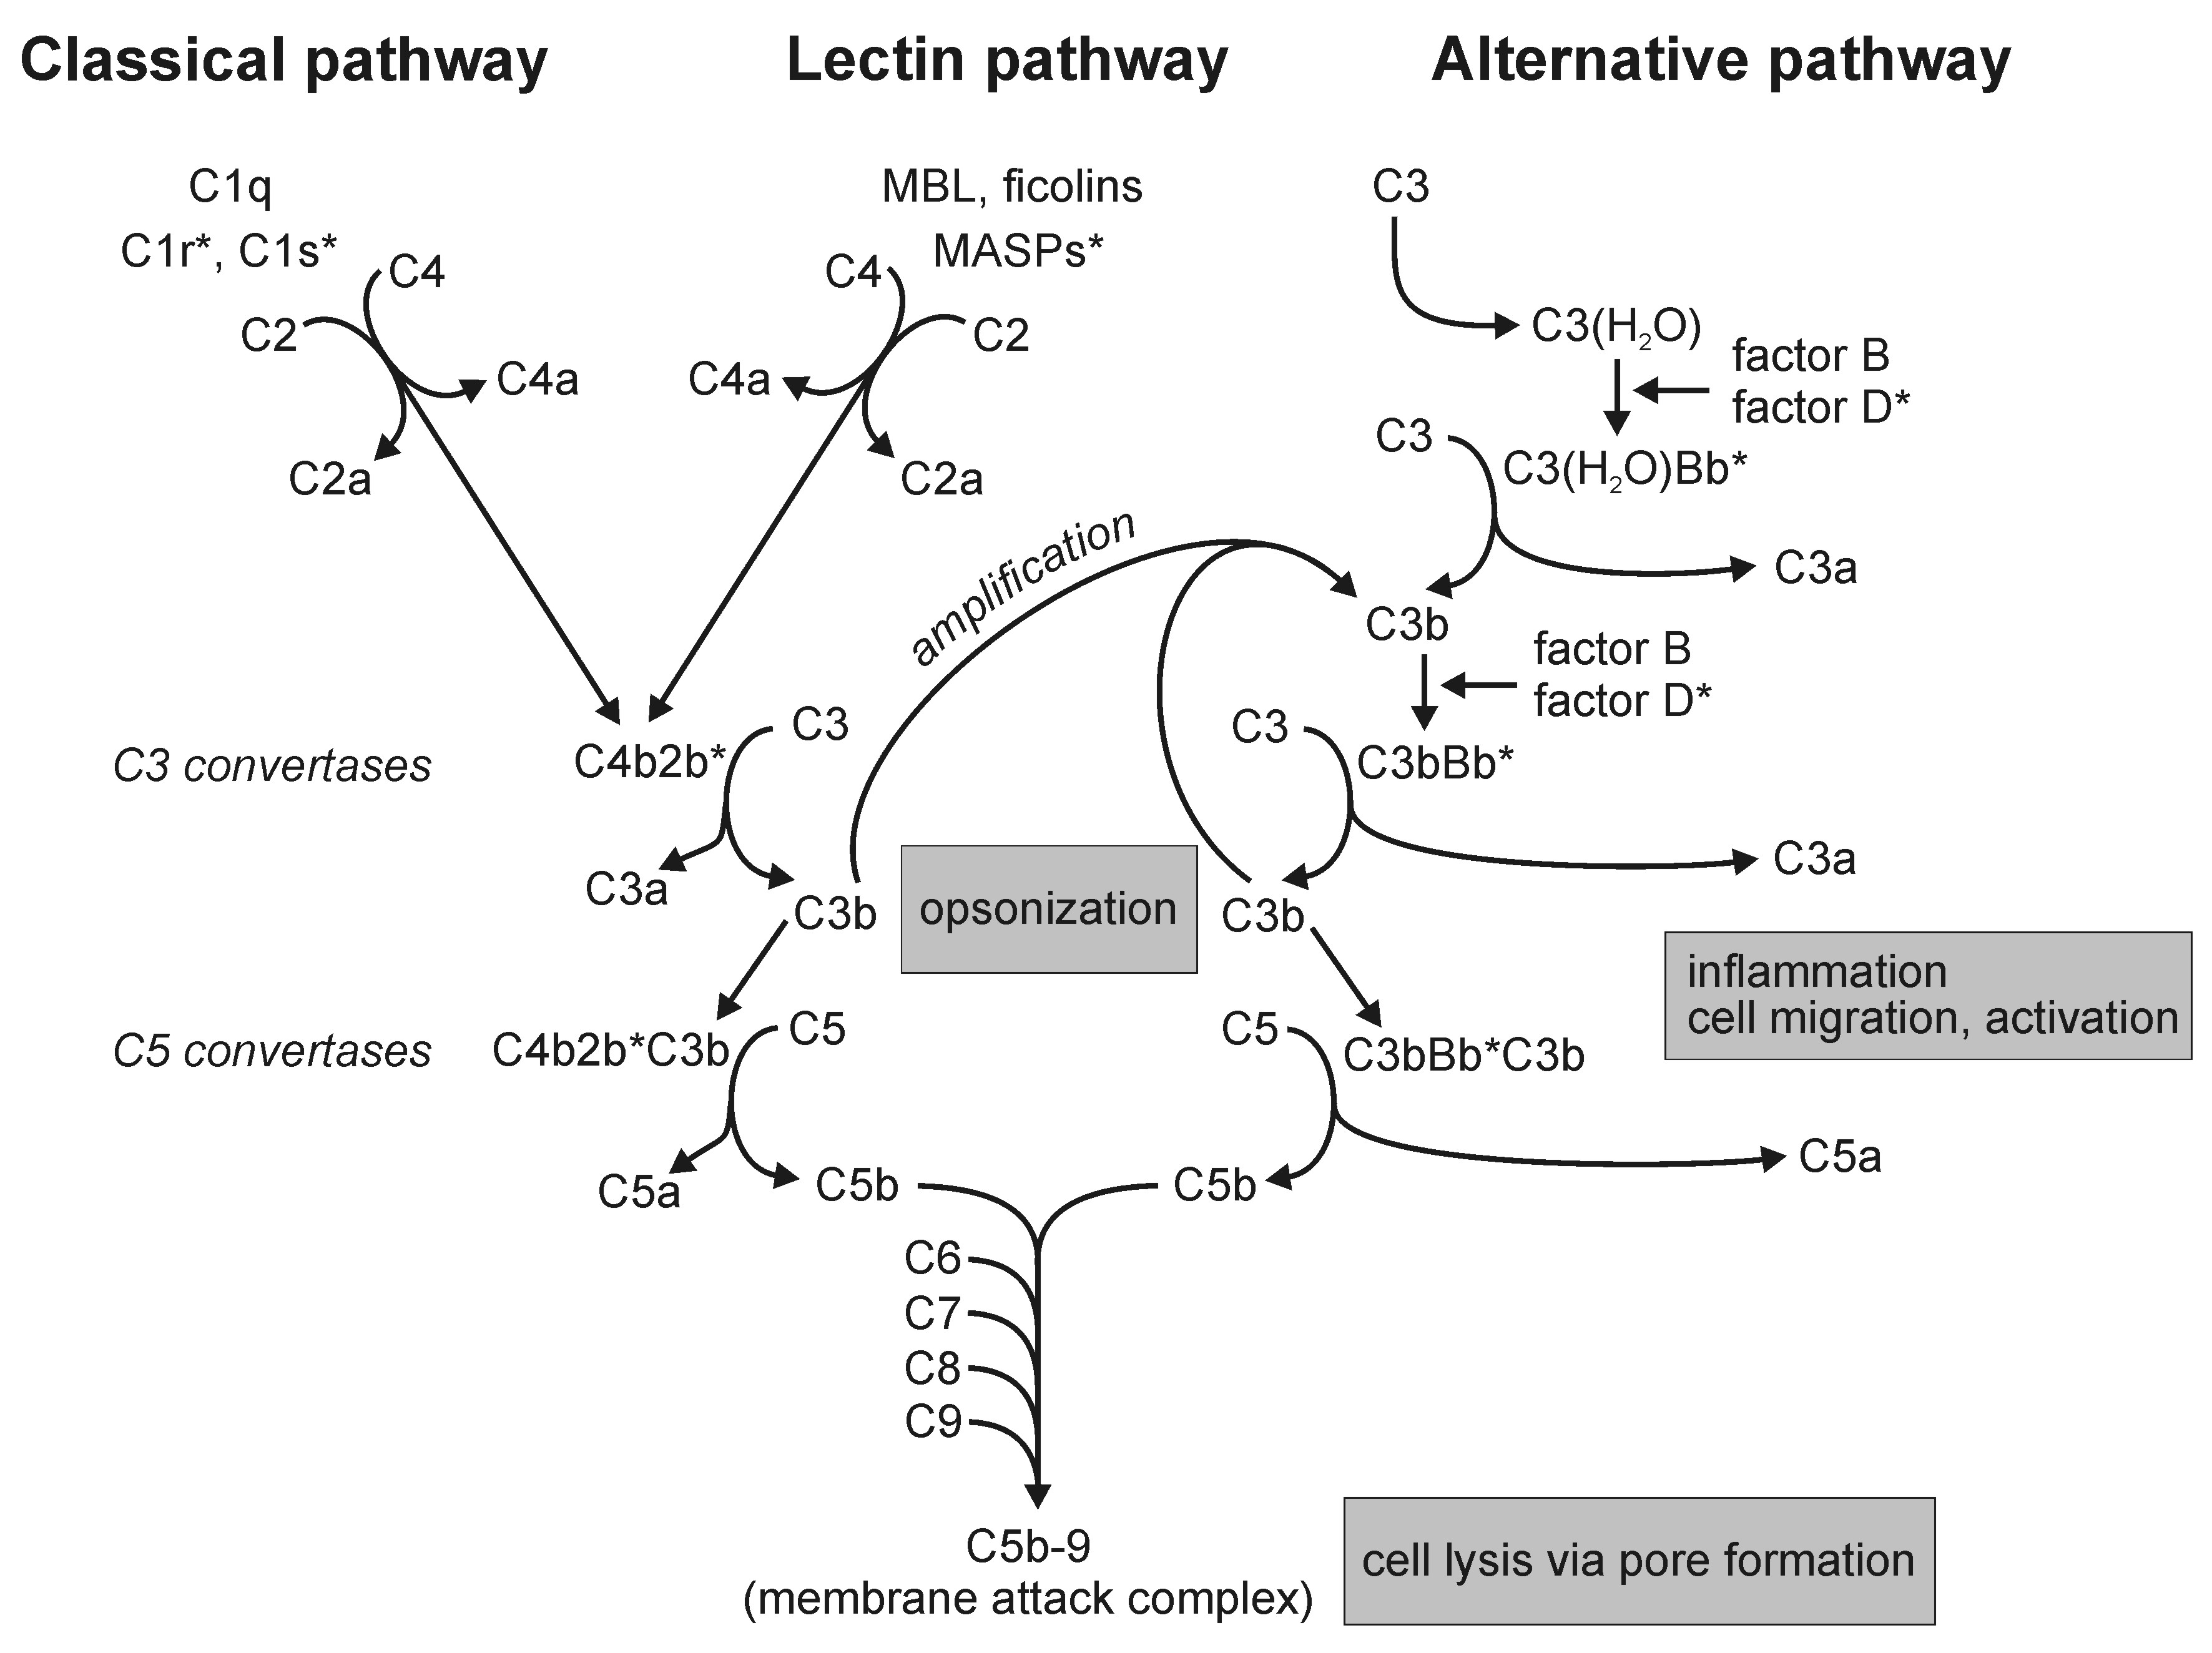 Classical pathway
Lectin pathway
Alternative pathway
C1q
C1r*, C1s*
C4
C2
C4a
C2a
MBL, ficolins
MASPs*
C4
C2
C4a
C2a
C3
C3(H₂O)
factor B
factor D*
C3
C3(H₂O)Bb*
C3a
amplification
C3b
factor B
factor D*
C3 convertases
C4b2b*
C3
C3
C3bBb*
C3a
C3b
opsonization
C3b
C3a
inflammation
cell migration, activation
C5 convertases
C4b2b*C3b
C5
C5
C3bBb*C3b
C5a
C5b
C5b
C5a
C6
C7
C8
C9
C5b-9
(membrane attack complex)
cell lysis via pore formation